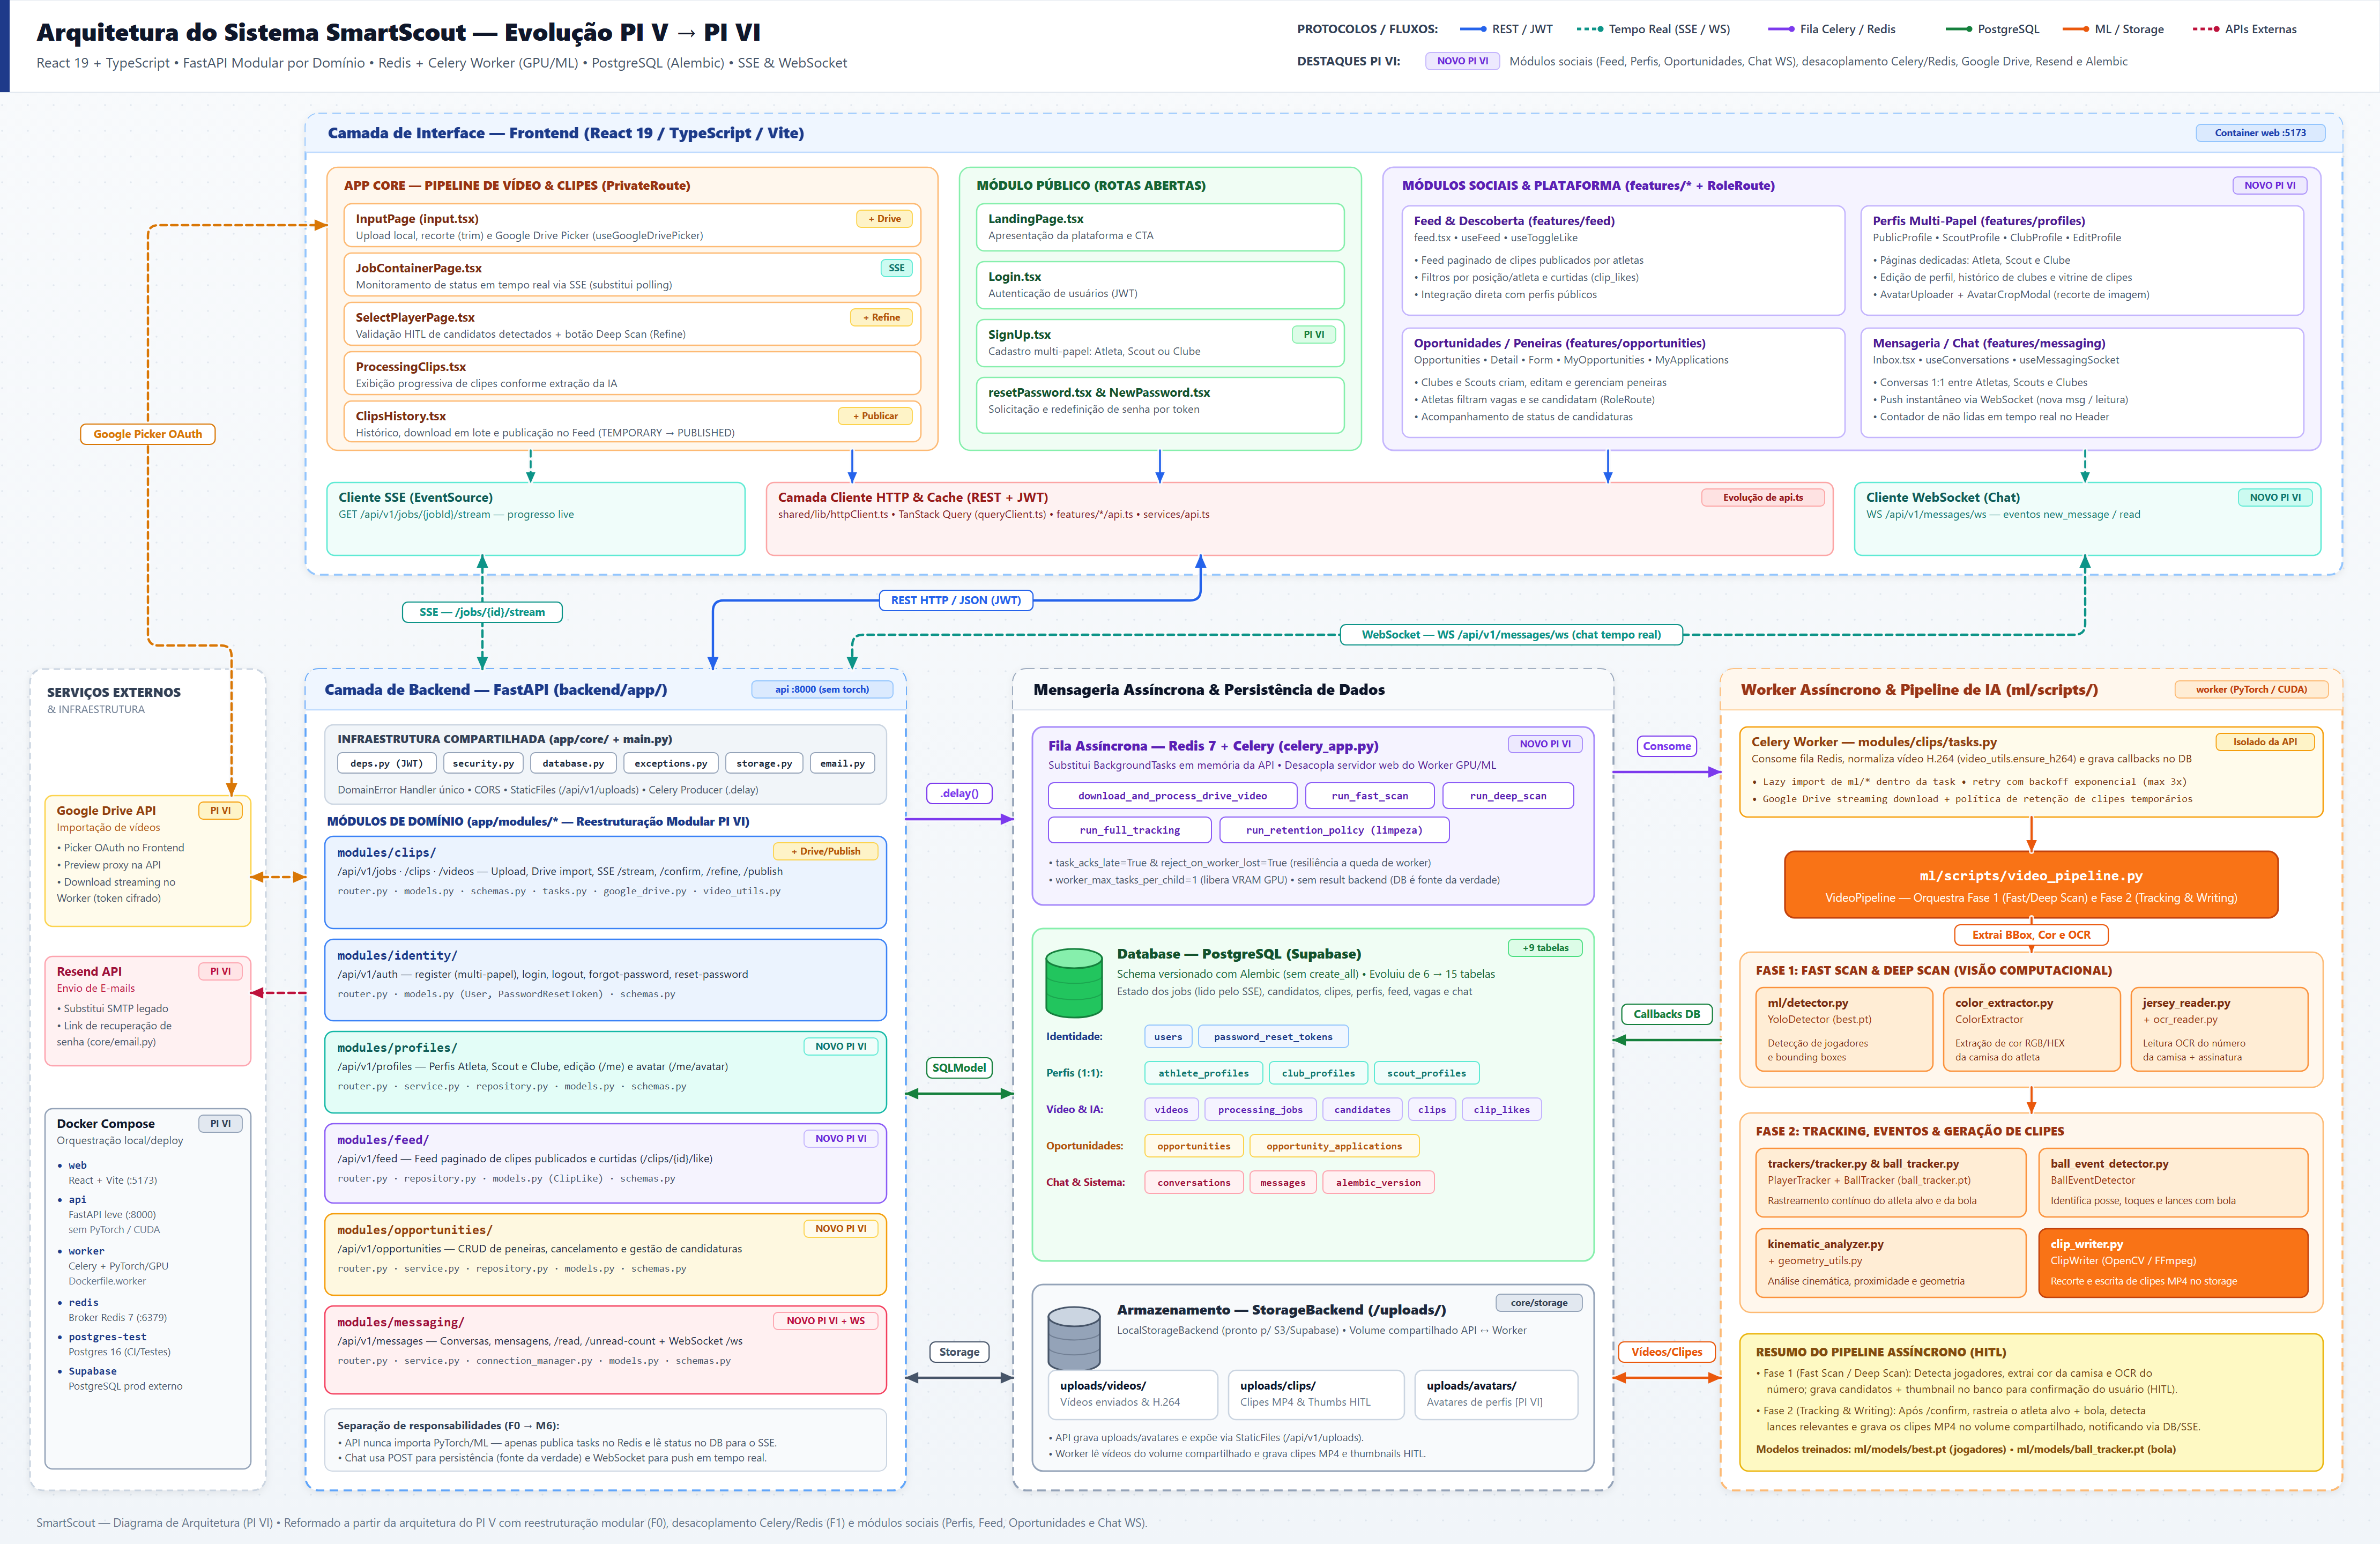 Arquitetura do Sistema SmartScout — Evolução PI V → PI VI
React 19 + TypeScript • FastAPI Modular por Domínio • Redis + Celery Worker (GPU/ML) • PostgreSQL (Alembic) • SSE & WebSocket
PROTOCOLOS / FLUXOS: REST / JWT Tempo Real (SSE / WS) Fila Celery / Redis PostgreSQL ML / Storage APIs Externas
DESTAQUES PI VI: NOVO PI VI Módulos sociais (Feed, Perfis, Oportunidades, Chat WS), desacoplamento Celery/Redis, Google Drive, Resend e Alembic
Camada de Interface — Frontend (React 19 / TypeScript / Vite)
Container web :5173
APP CORE — PIPELINE DE VÍDEO & CLIPES (PrivateRoute)
InputPage (input.tsx)
+ Drive
Upload local, recorte (trim) e Google Drive Picker (useGoogleDrivePicker)
JobContainerPage.tsx
SSE
Monitoramento de status em tempo real via SSE (substitui polling)
SelectPlayerPage.tsx
+ Refine
Validação HITL de candidatos detectados + botão Deep Scan (Refine)
ProcessingClips.tsx
Exibição progressiva de clipes conforme extração da IA
ClipsHistory.tsx
+ Publicar
Histórico, download em lote e publicação no Feed (TEMPORARY → PUBLISHED)
MÓDULO PÚBLICO (ROTAS ABERTAS)
LandingPage.tsx
Apresentação da plataforma e CTA
Login.tsx
Autenticação de usuários (JWT)
SignUp.tsx
PI VI
Cadastro multi-papel: Atleta, Scout ou Clube
resetPassword.tsx & NewPassword.tsx
Solicitação e redefinição de senha por token
MÓDULOS SOCIAIS & PLATAFORMA (features/* + RoleRoute)
NOVO PI VI
Feed & Descoberta (features/feed)
feed.tsx • useFeed • useToggleLike
• Feed paginado de clipes publicados por atletas
• Filtros por posição/atleta e curtidas (clip_likes)
• Integração direta com perfis públicos
Perfis Multi-Papel (features/profiles)
PublicProfile • ScoutProfile • ClubProfile • EditProfile
• Páginas dedicadas: Atleta, Scout e Clube
• Edição de perfil, histórico de clubes e vitrine de clipes
• AvatarUploader + AvatarCropModal (recorte de imagem)
Oportunidades / Peneiras (features/opportunities)
Opportunities • Detail • Form • MyOpportunities • MyApplications
• Clubes e Scouts criam, editam e gerenciam peneiras
• Atletas filtram vagas e se candidatam (RoleRoute)
• Acompanhamento de status de candidaturas
Mensageria / Chat (features/messaging)
Inbox.tsx • useConversations • useMessagingSocket
• Conversas 1:1 entre Atletas, Scouts e Clubes
• Push instantâneo via WebSocket (nova msg / leitura)
• Contador de não lidas em tempo real no Header
Cliente SSE (EventSource)
GET /api/v1/jobs/{jobId}/stream — progresso live
Camada Cliente HTTP & Cache (REST + JWT)
Evolução de api.ts
shared/lib/httpClient.ts • TanStack Query (queryClient.ts) • features/*/api.ts • services/api.ts
Cliente WebSocket (Chat)
NOVO PI VI
WS /api/v1/messages/ws — eventos new_message / read
Google Picker OAuth
SSE — /jobs/{id}/stream
REST HTTP / JSON (JWT)
WebSocket — WS /api/v1/messages/ws (chat tempo real)
SERVIÇOS EXTERNOS
& INFRAESTRUTURA
Google Drive API
PI VI
Importação de vídeos
• Picker OAuth no Frontend
• Preview proxy na API
• Download streaming no
Worker (token cifrado)
Resend API
PI VI
Envio de E-mails
• Substitui SMTP legado
• Link de recuperação de
senha (core/email.py)
Docker Compose
PI VI
Orquestração local/deploy
• web
React + Vite (:5173)
• api
FastAPI leve (:8000)
sem PyTorch / CUDA
• worker
Celery + PyTorch/GPU
Dockerfile.worker
• redis
Broker Redis 7 (:6379)
• postgres-test
Postgres 16 (CI/Testes)
• Supabase
PostgreSQL prod externo
Camada de Backend — FastAPI (backend/app/)
api :8000 (sem torch)
INFRAESTRUTURA COMPARTILHADA (app/core/ + main.py)
deps.py (JWT) security.py database.py exceptions.py storage.py email.py
DomainError Handler único • CORS • StaticFiles (/api/v1/uploads) • Celery Producer (.delay)
MÓDULOS DE DOMÍNIO (app/modules/* — Reestruturação Modular PI VI)
modules/clips/
+ Drive/Publish
/api/v1/jobs · /clips · /videos — Upload, Drive import, SSE /stream, /confirm, /refine, /publish
router.py · models.py · schemas.py · tasks.py · google_drive.py · video_utils.py
modules/identity/
/api/v1/auth — register (multi-papel), login, logout, forgot-password, reset-password
router.py · models.py (User, PasswordResetToken) · schemas.py
modules/profiles/
NOVO PI VI
/api/v1/profiles — Perfis Atleta, Scout e Clube, edição (/me) e avatar (/me/avatar)
router.py · service.py · repository.py · models.py · schemas.py
modules/feed/
NOVO PI VI
/api/v1/feed — Feed paginado de clipes publicados e curtidas (/clips/{id}/like)
router.py · repository.py · models.py (ClipLike) · schemas.py
modules/opportunities/
NOVO PI VI
/api/v1/opportunities — CRUD de peneiras, cancelamento e gestão de candidaturas
router.py · service.py · repository.py · models.py · schemas.py
modules/messaging/
NOVO PI VI + WS
/api/v1/messages — Conversas, mensagens, /read, /unread-count + WebSocket /ws
router.py · service.py · connection_manager.py · models.py · schemas.py
Separação de responsabilidades (F0 → M6):
• API nunca importa PyTorch/ML — apenas publica tasks no Redis e lê status no DB para o SSE.
• Chat usa POST para persistência (fonte da verdade) e WebSocket para push em tempo real.
.delay()
SQLModel
Storage
Mensageria Assíncrona & Persistência de Dados
Fila Assíncrona — Redis 7 + Celery (celery_app.py)
NOVO PI VI
Substitui BackgroundTasks em memória da API • Desacopla servidor web do Worker GPU/ML
download_and_process_drive_video run_fast_scan run_deep_scan
run_full_tracking run_retention_policy (limpeza)
• task_acks_late=True & reject_on_worker_lost=True (resiliência a queda de worker)
• worker_max_tasks_per_child=1 (libera VRAM GPU) • sem result backend (DB é fonte da verdade)
Database — PostgreSQL (Supabase)
+9 tabelas
Schema versionado com Alembic (sem create_all) • Evoluiu de 6 → 15 tabelas
Estado dos jobs (lido pelo SSE), candidatos, clipes, perfis, feed, vagas e chat
Identidade: users password_reset_tokens
Perfis (1:1): athlete_profiles club_profiles scout_profiles
Vídeo & IA: videos processing_jobs candidates clips clip_likes
Oportunidades: opportunities opportunity_applications
Chat & Sistema: conversations messages alembic_version
Armazenamento — StorageBackend (/uploads/)
core/storage
LocalStorageBackend (pronto p/ S3/Supabase) • Volume compartilhado API ↔ Worker
uploads/videos/
Vídeos enviados & H.264
uploads/clips/
Clipes MP4 & Thumbs HITL
uploads/avatars/
Avatares de perfis [PI VI]
• API grava uploads/avatares e expõe via StaticFiles (/api/v1/uploads).
• Worker lê vídeos do volume compartilhado e grava clipes MP4 e thumbnails HITL.
Consome
Callbacks DB
Vídeos/Clipes
Worker Assíncrono & Pipeline de IA (ml/scripts/)
worker (PyTorch / CUDA)
Celery Worker — modules/clips/tasks.py
Isolado da API
Consome fila Redis, normaliza vídeo H.264 (video_utils.ensure_h264) e grava callbacks no DB
• Lazy import de ml/* dentro da task • retry com backoff exponencial (max 3x)
• Google Drive streaming download + política de retenção de clipes temporários
ml/scripts/video_pipeline.py
VideoPipeline — Orquestra Fase 1 (Fast/Deep Scan) e Fase 2 (Tracking & Writing)
Extrai BBox, Cor e OCR
FASE 1: FAST SCAN & DEEP SCAN (VISÃO COMPUTACIONAL)
ml/detector.py
YoloDetector (best.pt)
Detecção de jogadores
e bounding boxes
color_extractor.py
ColorExtractor
Extração de cor RGB/HEX
da camisa do atleta
jersey_reader.py
+ ocr_reader.py
Leitura OCR do número
da camisa + assinatura
FASE 2: TRACKING, EVENTOS & GERAÇÃO DE CLIPES
trackers/tracker.py & ball_tracker.py
PlayerTracker + BallTracker (ball_tracker.pt)
Rastreamento contínuo do atleta alvo e da bola
ball_event_detector.py
BallEventDetector
Identifica posse, toques e lances com bola
kinematic_analyzer.py
+ geometry_utils.py
Análise cinemática, proximidade e geometria
clip_writer.py
ClipWriter (OpenCV / FFmpeg)
Recorte e escrita de clipes MP4 no storage
RESUMO DO PIPELINE ASSÍNCRONO (HITL)
• Fase 1 (Fast Scan / Deep Scan): Detecta jogadores, extrai cor da camisa e OCR do
número; grava candidatos + thumbnail no banco para confirmação do usuário (HITL).
• Fase 2 (Tracking & Writing): Após /confirm, rastreia o atleta alvo + bola, detecta
lances relevantes e grava os clipes MP4 no volume compartilhado, notificando via DB/SSE.
Modelos treinados: ml/models/best.pt (jogadores) • ml/models/ball_tracker.pt (bola)
SmartScout — Diagrama de Arquitetura (PI VI) • Reformado a partir da arquitetura do PI V com reestruturação modular (F0), desacoplamento Celery/Redis (F1) e módulos sociais (Perfis, Feed, Oportunidades e Chat WS).